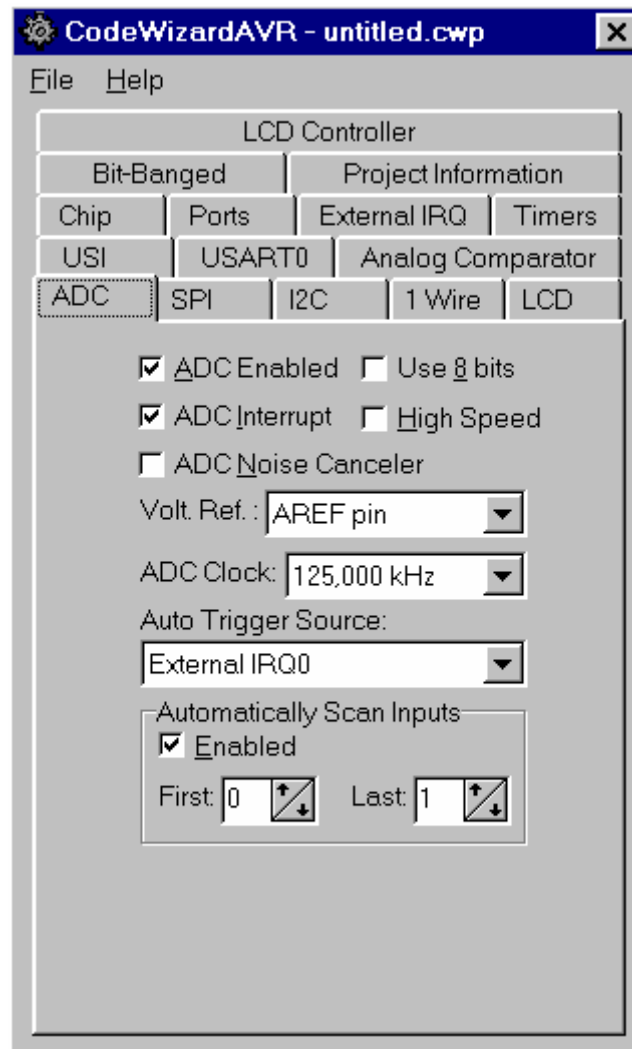 CodeWizardAVR - untitled.cwp
File Help
LCD Controller
Bit-Banged Project Information
Chip Ports External IRQ Timers
USI USART0 Analog Comparator
ADC SPI I2C 1 Wire LCD
ADC Enabled Use 8 bits
ADC Interrupt High Speed
ADC Noise Canceler
Volt. Ref. : AREF pin
ADC Clock: 125,000 kHz
Auto Trigger Source:
External IRQ0
Automatically Scan Inputs
Enabled
First: 0 Last: 1